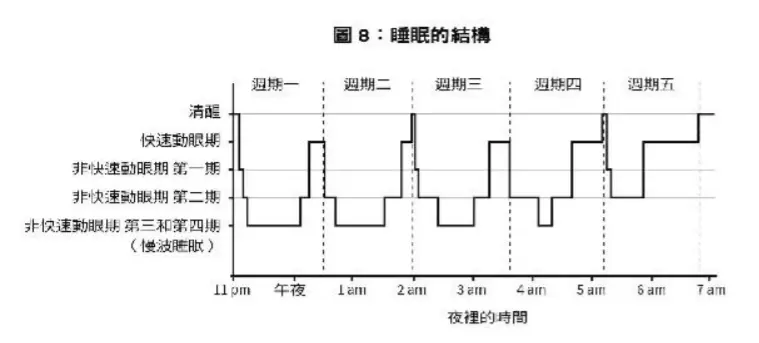 圖 8：睡眠的結構
週期一 週期二 週期三 週期四 週期五
清醒
快速動眼期
非快速動眼期 第一期
非快速動眼期 第二期
非快速動眼期 第三和第四期
（慢波睡眠）
11 pm 午夜 1 am 2 am 3 am 4 am 5 am 6 am 7 am
夜裡的時間